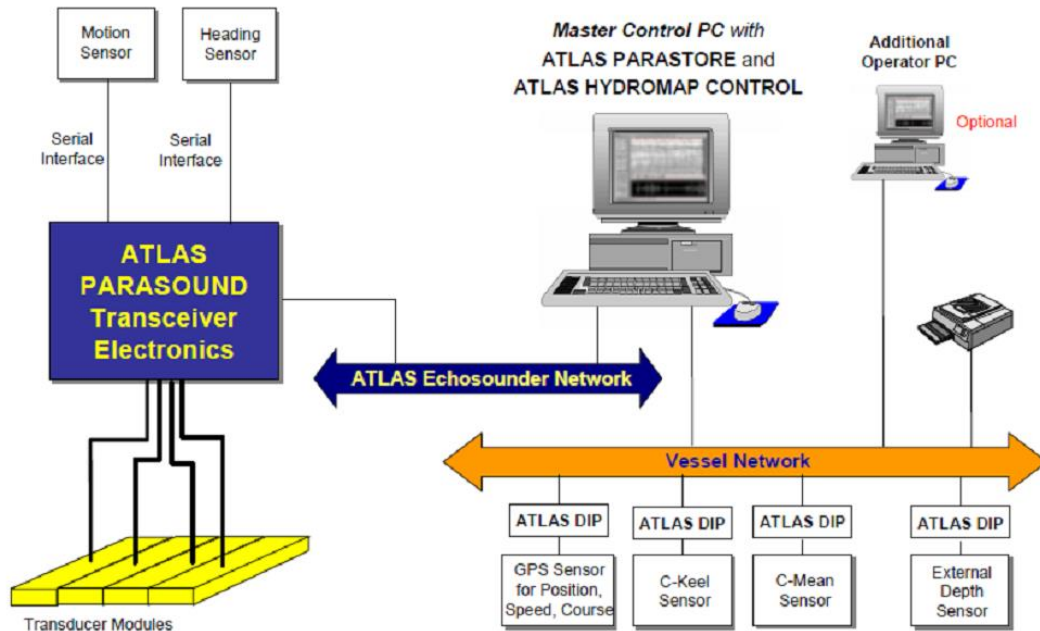 Motion
Sensor
Heading
Sensor
Serial
Interface
Serial
Interface
ATLAS
PARASOUND
Transceiver
Electronics
Transducer Modules
Master Control PC with
ATLAS PARASTORE and
ATLAS HYDROMAP CONTROL
Additional
Operator PC
Optional
ATLAS Echosounder Network
Vessel Network
ATLAS DIP
ATLAS DIP
ATLAS DIP
ATLAS DIP
GPS Sensor
for Position,
Speed, Course
C-Keel
Sensor
C-Mean
Sensor
External
Depth
Sensor